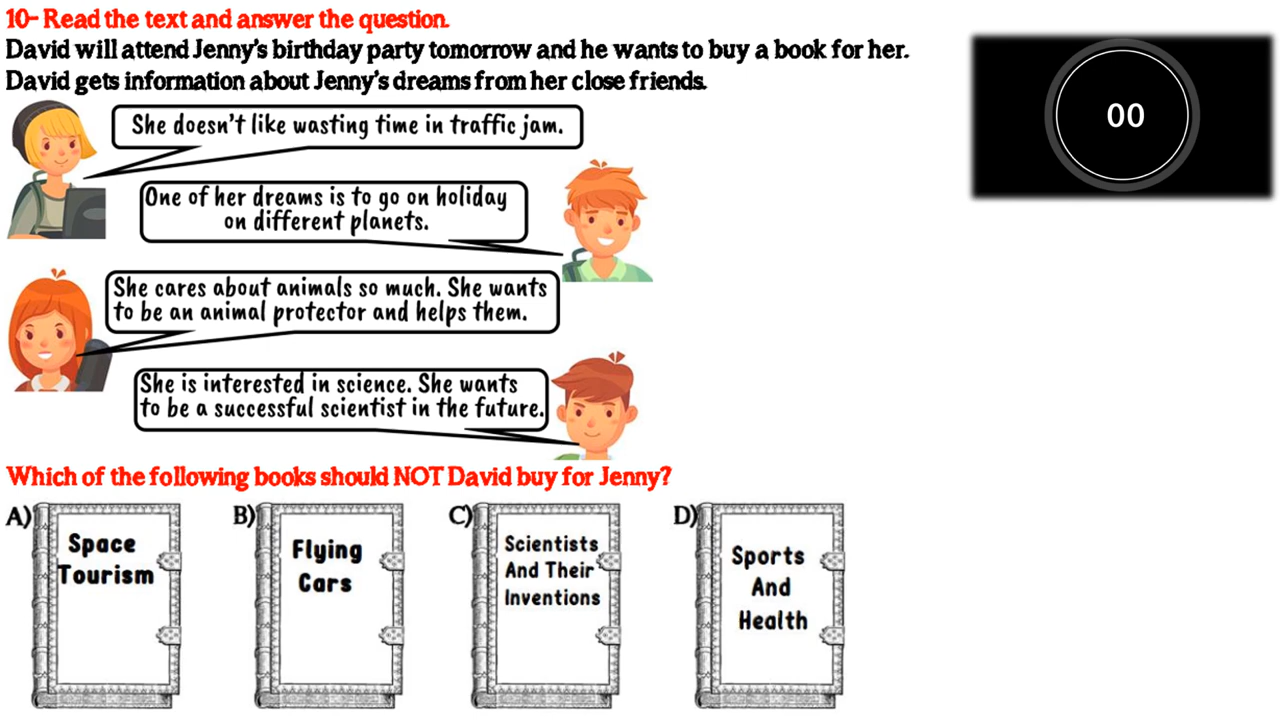 10- Read the text and answer the question.
David will attend Jenny's birthday party tomorrow and he wants to buy a book for her.
David gets information about Jenny's dreams from her close friends.
00
She doesn't like wasting time in traffic jam.
One of her dreams is to go on holiday
on different planets.
She cares about animals so much. She wants
to be an animal protector and helps them.
She is interested in science. She wants
to be a successful scientist in the future.
Which of the following books should NOT David buy for Jenny?
A)
Space
Tourism
B)
Flying
Cars
C)
Scientists
And Their
Inventions
D)
Sports
And
Health